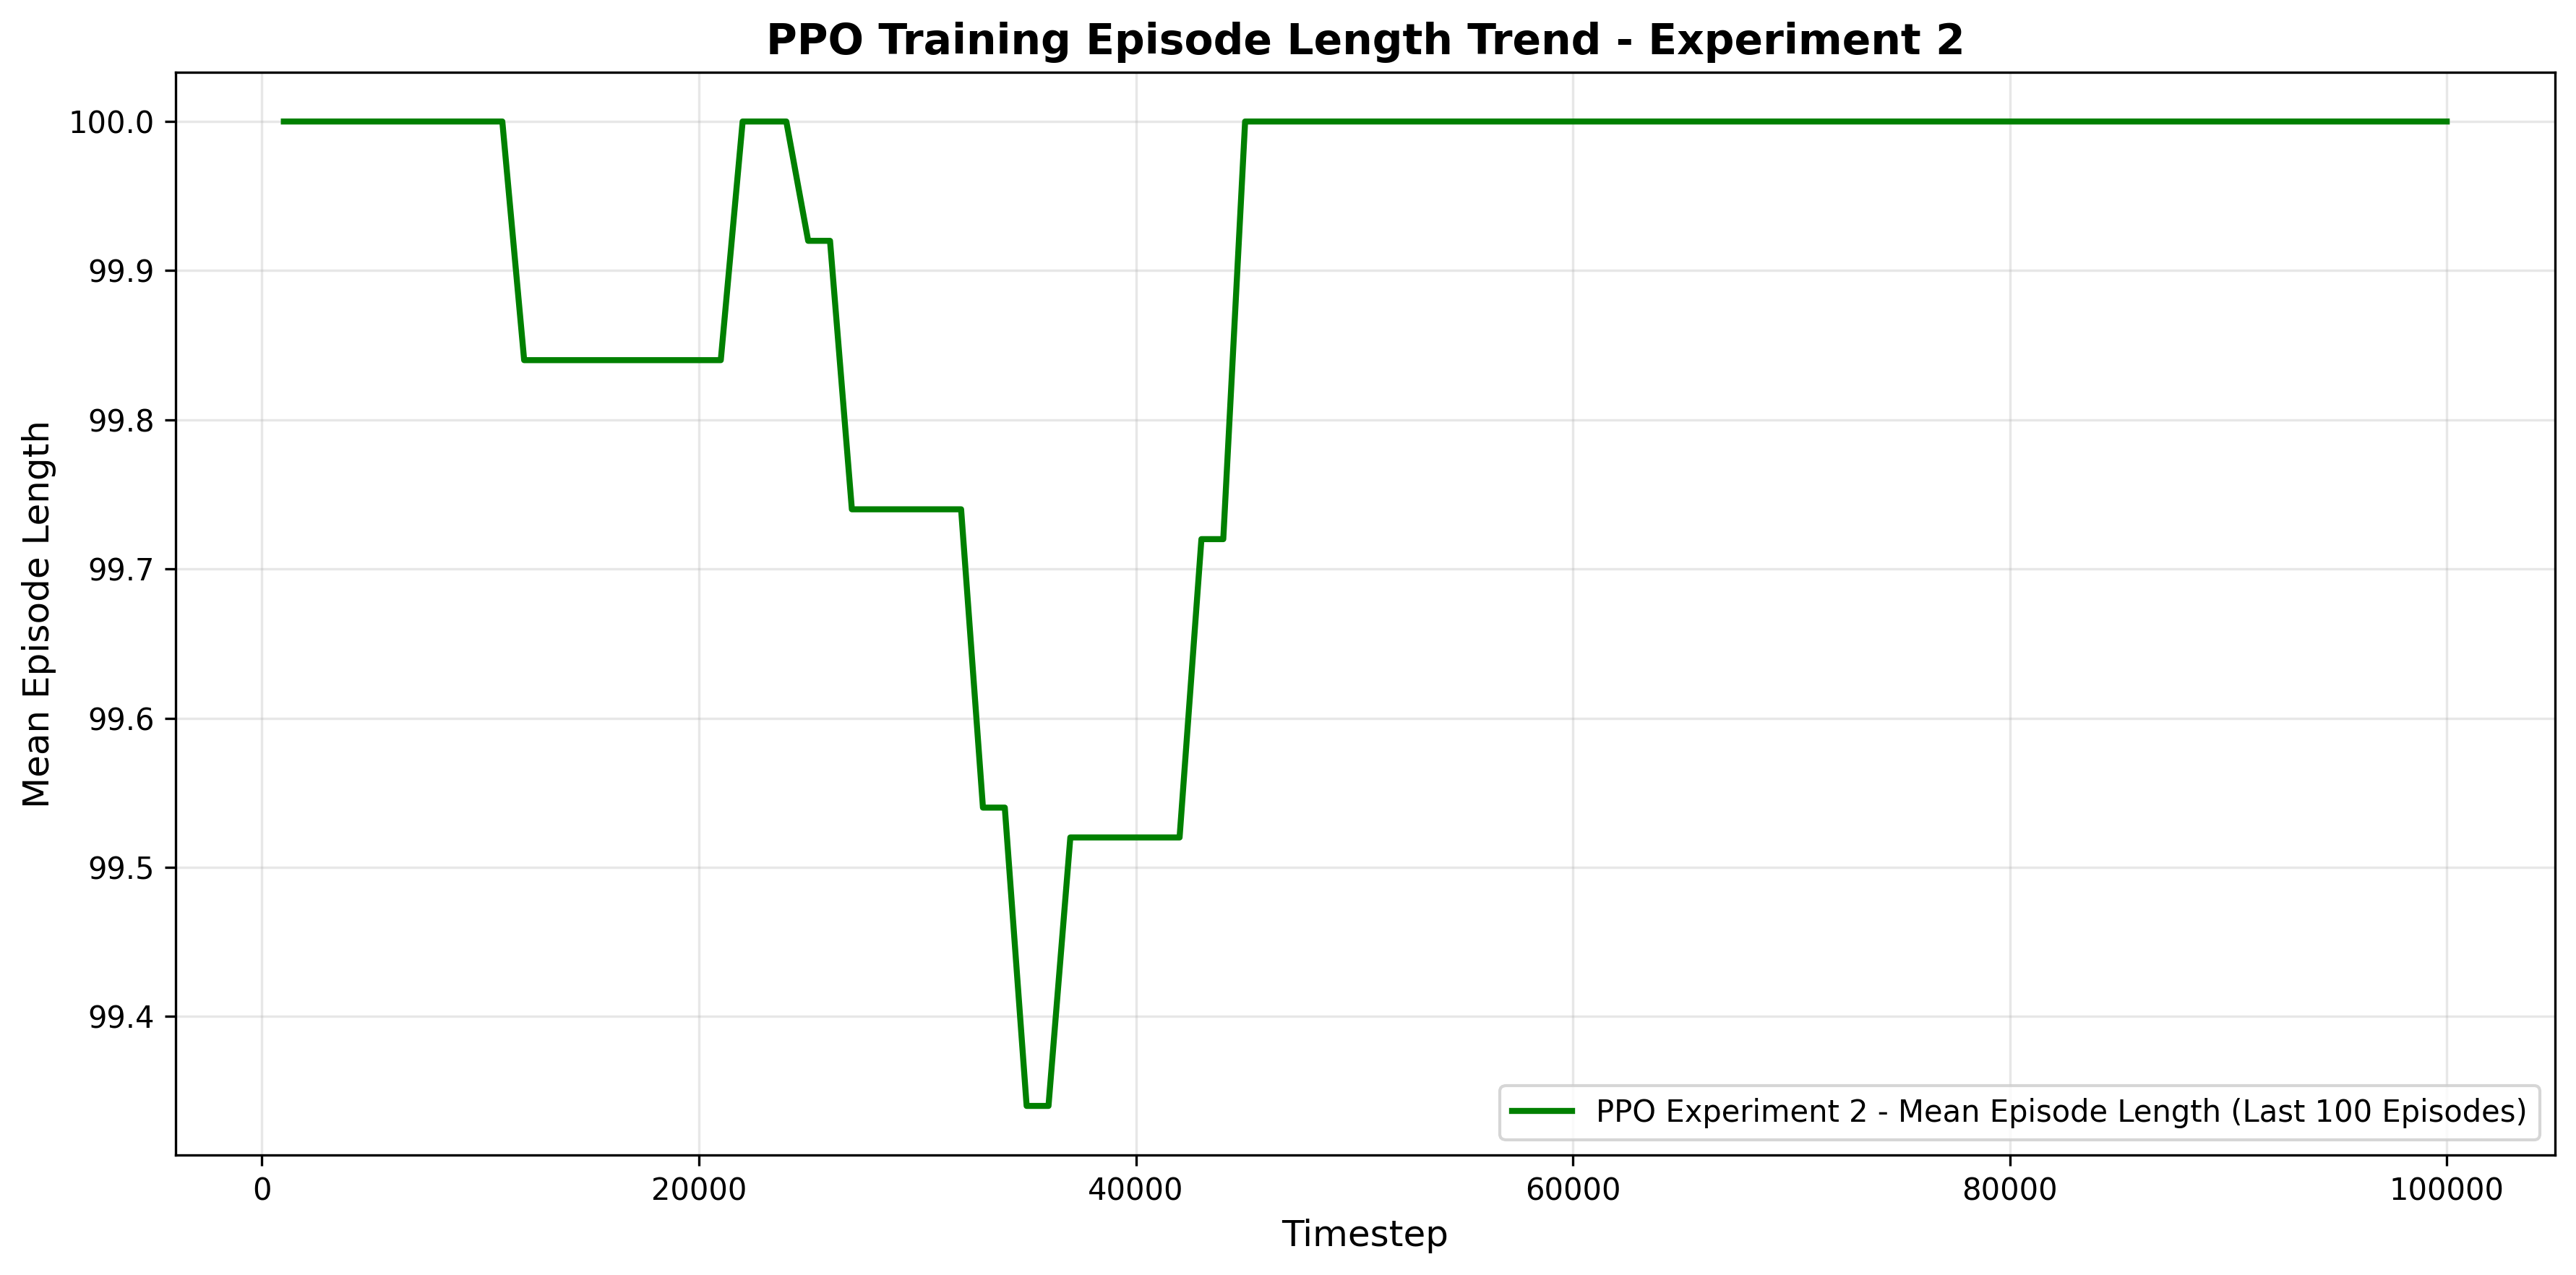 PPO Training Episode Length Trend - Experiment 2
100.0
99.9
99.8
99.7
99.6
99.5
99.4
Mean Episode Length
PPO Experiment 2 - Mean Episode Length (Last 100 Episodes)
0 20000 40000 60000 80000 100000
Timestep